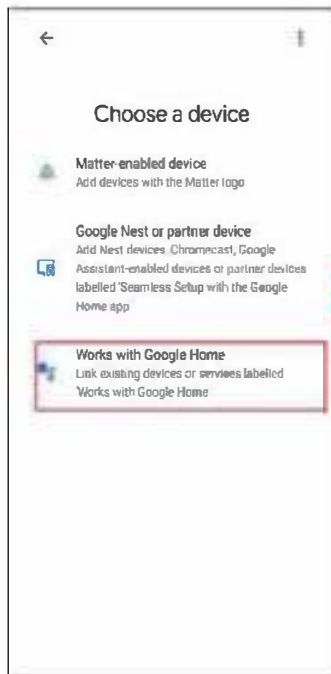 Choose a device
Matter-enabled device
Add devices with the Matter logo
Google Nest or partner device
Add Nest devices, Chromecast, Google
Assistant-enabled devices or partner devices
labelled 'Seamless Setup with the Google
Home app
Works with Google Home
Link existing devices or services labelled
'Works with Google Home